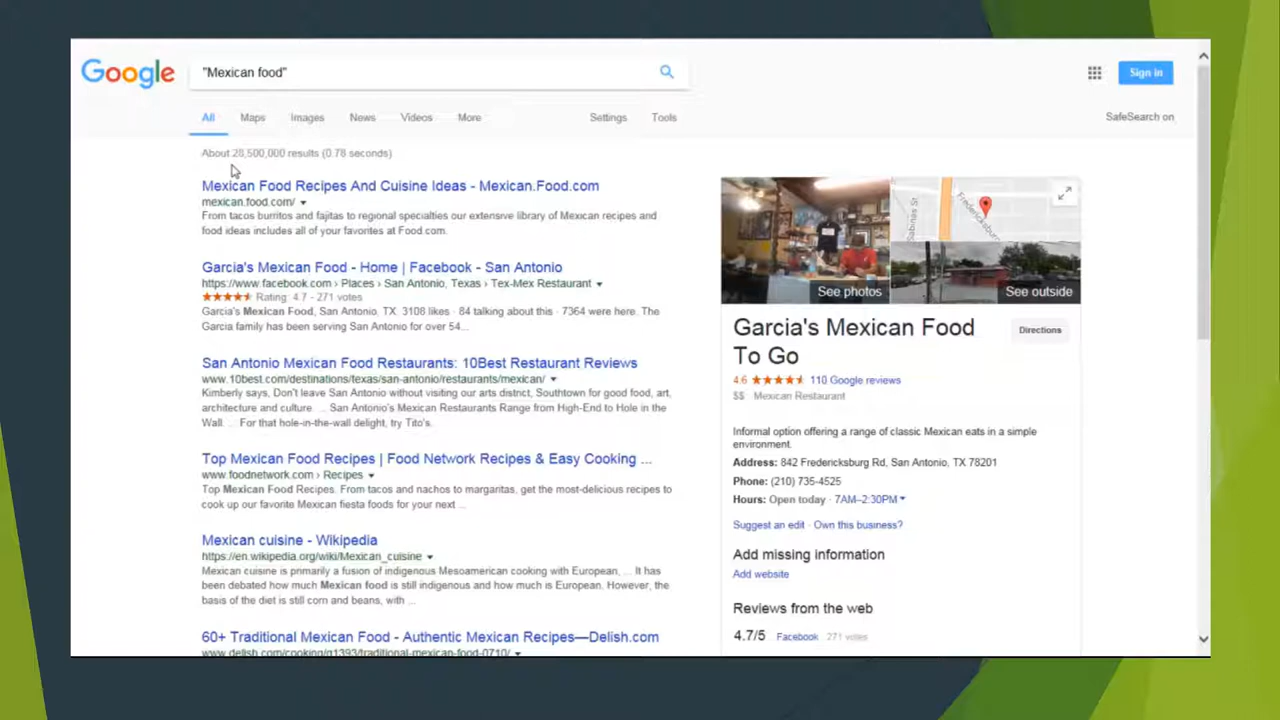 Google
"Mexican food"
Sign in
All Maps Images News Videos More Settings Tools
SafeSearch on
About 28,500,000 results (0.78 seconds)
Mexican Food Recipes And Cuisine Ideas - Mexican.Food.com
mexican.food.com/
From tacos burritos and fajitas to regional specialties our extensive library of Mexican recipes and
food ideas includes all of your favorites at Food.com.
Garcia's Mexican Food - Home | Facebook - San Antonio
https://www.facebook.com › Places › San Antonio, Texas › Tex-Mex Restaurant
Rating: 4.7 - 271 votes
Garcia's Mexican Food, San Antonio, TX. 3108 likes · 84 talking about this · 7364 were here. The
Garcia family has been serving San Antonio for over 54...
San Antonio Mexican Food Restaurants: 10Best Restaurant Reviews
www.10best.com/destinations/texas/san-antonio/restaurants/mexican/
Kimberly says, Don't leave San Antonio without visiting our arts district, Southtown for good food, art,
architecture and culture. ... San Antonio's Mexican Restaurants Range from High-End to Hole in the
Wall. ... For that hole-in-the-wall delight, try Tito's.
Top Mexican Food Recipes | Food Network Recipes & Easy Cooking ...
www.foodnetwork.com › Recipes
Top Mexican Food Recipes. From tacos and nachos to margaritas, get the most-delicious recipes to
cook up our favorite Mexican fiesta foods for your next ...
Mexican cuisine - Wikipedia
https://en.wikipedia.org/wiki/Mexican_cuisine
Mexican cuisine is primarily a fusion of indigenous Mesoamerican cooking with European, ... It has
been debated how much Mexican food is still indigenous and how much is European. However, the
basis of the diet is still corn and beans, with ...
60+ Traditional Mexican Food - Authentic Mexican Recipes—Delish.com
www.delish.com/cooking/g1393/traditional-mexican-food-0710/
Sabinas St
Fredericksburg
See photos
See outside
Garcia's Mexican Food
To Go
Directions
4.6 110 Google reviews
$$ · Mexican Restaurant
Informal option offering a range of classic Mexican eats in a simple
environment.
Address: 842 Fredericksburg Rd, San Antonio, TX 78201
Phone: (210) 735-4525
Hours: Open today · 7AM–2:30PM
Suggest an edit · Own this business?
Add missing information
Add website
Reviews from the web
4.7/5 Facebook · 271 votes